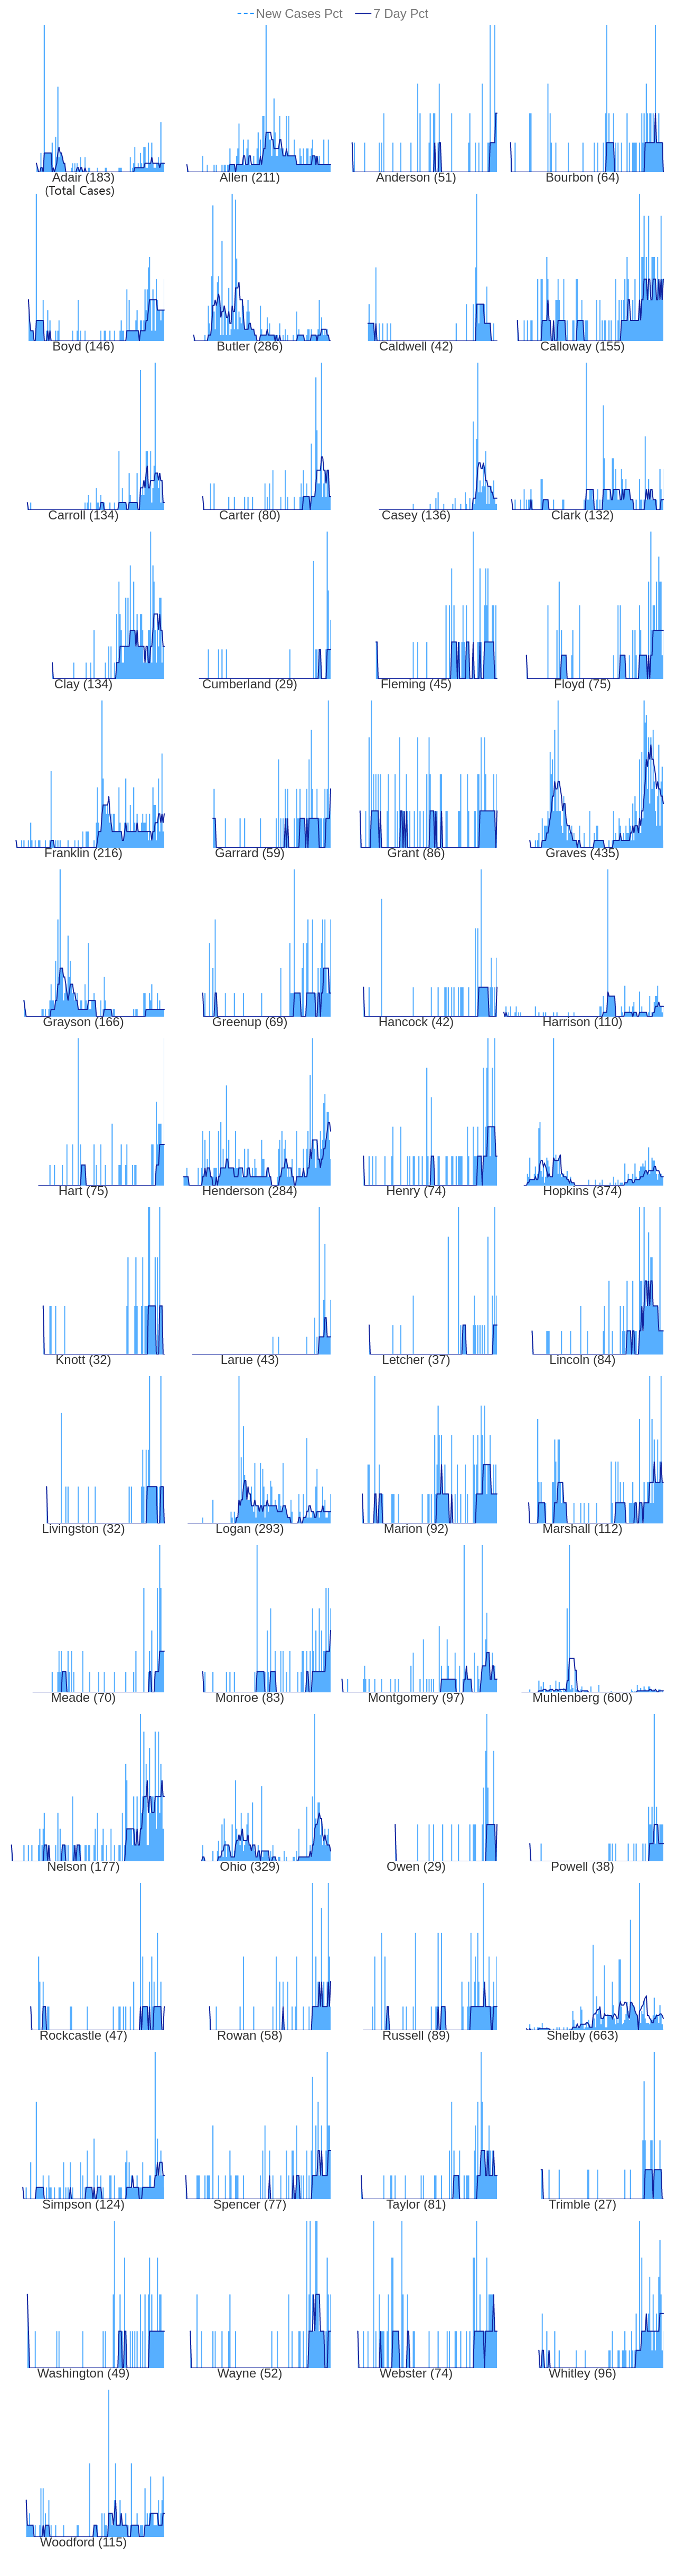 New Cases Pct 7 Day Pct
Adair (183) Allen (211) Anderson (51) Bourbon (64)
(Total Cases)
Boyd (146) Butler (286) Caldwell (42) Calloway (155)
Carroll (134) Carter (80) Casey (136) Clark (132)
Clay (134) Cumberland (29) Fleming (45) Floyd (75)
Franklin (216) Garrard (59) Grant (86) Graves (435)
Grayson (166) Greenup (69) Hancock (42) Harrison (110)
Hart (75) Henderson (284) Henry (74) Hopkins (374)
Knott (32) Larue (43) Letcher (37) Lincoln (84)
Livingston (32) Logan (293) Marion (92) Marshall (112)
Meade (70) Monroe (83) Montgomery (97) Muhlenberg (600)
Nelson (177) Ohio (329) Owen (29) Powell (38)
Rockcastle (47) Rowan (58) Russell (89) Shelby (663)
Simpson (124) Spencer (77) Taylor (81) Trimble (27)
Washington (49) Wayne (52) Webster (74) Whitley (96)
Woodford (115)